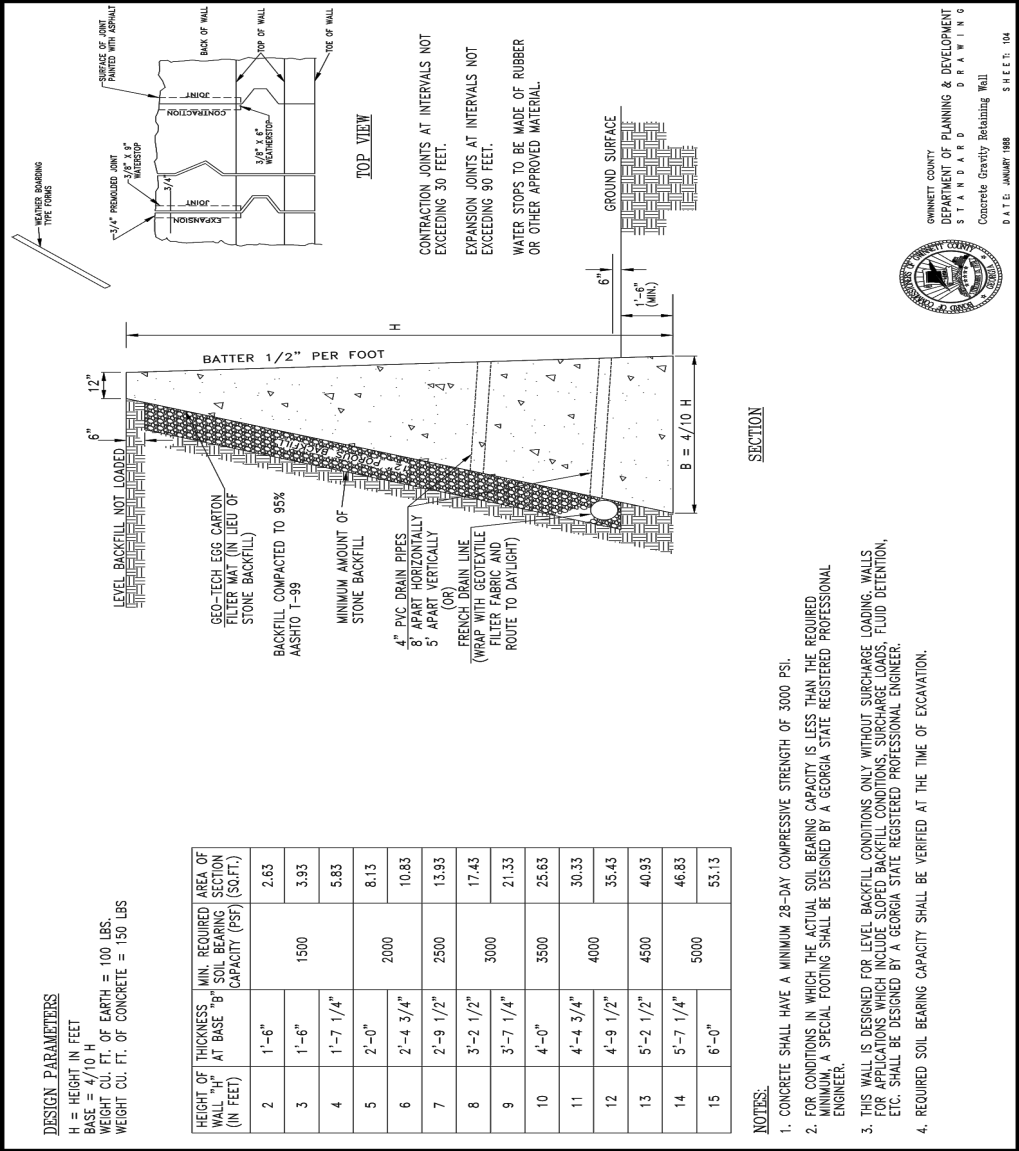 DESIGN PARAMETERS
H = HEIGHT IN FEET
BASE = 4/10 H
WEIGHT CU. FT. OF EARTH = 100 LBS.
WEIGHT CU. FT. OF CONCRETE = 150 LBS
HEIGHT OF WALL "H" (IN FEET) THICKNESS AT BASE "B" MIN. REQUIRED SOIL BEARING CAPACITY (PSF) AREA OF SECTION (SQ.FT.)
2 1'-6" 2.63
3 1'-6" 1500 3.93
4 1'-7 1/4" 5.83
5 2'-0" 2000 8.13
6 2'-4 3/4" 10.83
7 2'-9 1/2" 2500 13.93
8 3'-2 1/2" 3000 17.43
9 3'-7 1/4" 21.33
10 4'-0" 3500 25.63
11 4'-4 3/4" 4000 30.33
12 4'-9 1/2" 35.43
13 5'-2 1/2" 4500 40.93
14 5'-7 1/4" 5000 46.83
15 6'-0" 53.13
LEVEL BACKFILL NOT LOADED
6"
12"
BATTER 1/2" PER FOOT
H
GEO-TECH EGG CARTON
FILTER MAT (IN LIEU OF
STONE BACKFILL)
BACKFILL COMPACTED TO 95%
AASHTO T-99
MINIMUM AMOUNT OF
STONE BACKFILL
POROUS
BACKFILL
4" PVC DRAIN PIPES
8' APART HORIZONTALLY
5' APART VERTICALLY
(OR)
FRENCH DRAIN LINE
(WRAP WITH GEOTEXTILE
FILTER FABRIC AND
ROUTE TO DAYLIGHT)
6"
1'-6"
(MIN.)
GROUND SURFACE
B = 4/10 H
SECTION
WEATHER BOARDING
TYPE FORMS
3/4" PREMOLDED JOINT
3/8" X 9"
WATERSTOP
3/4
SURFACE OF JOINT
PAINTED WITH ASPHALT
EXPANSION
JOINT
CONTRACTION
JOINT
3/8" X 6"
WEATHERSTOP
BACK OF WALL
TOP OF WALL
TOE OF WALL
TOP VIEW
CONTRACTION JOINTS AT INTERVALS NOT
EXCEEDING 30 FEET.
EXPANSION JOINTS AT INTERVALS NOT
EXCEEDING 90 FEET.
WATER STOPS TO BE MADE OF RUBBER
OR OTHER APPROVED MATERIAL.
NOTES:
1. CONCRETE SHALL HAVE A MINIMUM 28-DAY COMPRESSIVE STRENGTH OF 3000 PSI.
2. FOR CONDITIONS IN WHICH THE ACTUAL SOIL BEARING CAPACITY IS LESS THAN THE REQUIRED
MINIMUM, A SPECIAL FOOTING SHALL BE DESIGNED BY A GEORGIA STATE REGISTERED PROFESSIONAL
ENGINEER.
3. THIS WALL IS DESIGNED FOR LEVEL BACKFILL CONDITIONS ONLY WITHOUT SURCHARGE LOADING. WALLS
FOR APPLICATIONS WHICH INCLUDE SLOPED BACKFILL CONDITIONS, SURCHARGE LOADS, FLUID DETENTION,
ETC. SHALL BE DESIGNED BY A GEORGIA STATE REGISTERED PROFESSIONAL ENGINEER.
4. REQUIRED SOIL BEARING CAPACITY SHALL BE VERIFIED AT THE TIME OF EXCAVATION.
BOARD OF COMMISSIONERS OF GWINNETT COUNTY
GEORGIA
GWINNETT COUNTY
DEPARTMENT OF PLANNING & DEVELOPMENT
STANDARD DRAWING
Concrete Gravity Retaining Wall
DATE: JANUARY 1988 SHEET: 104